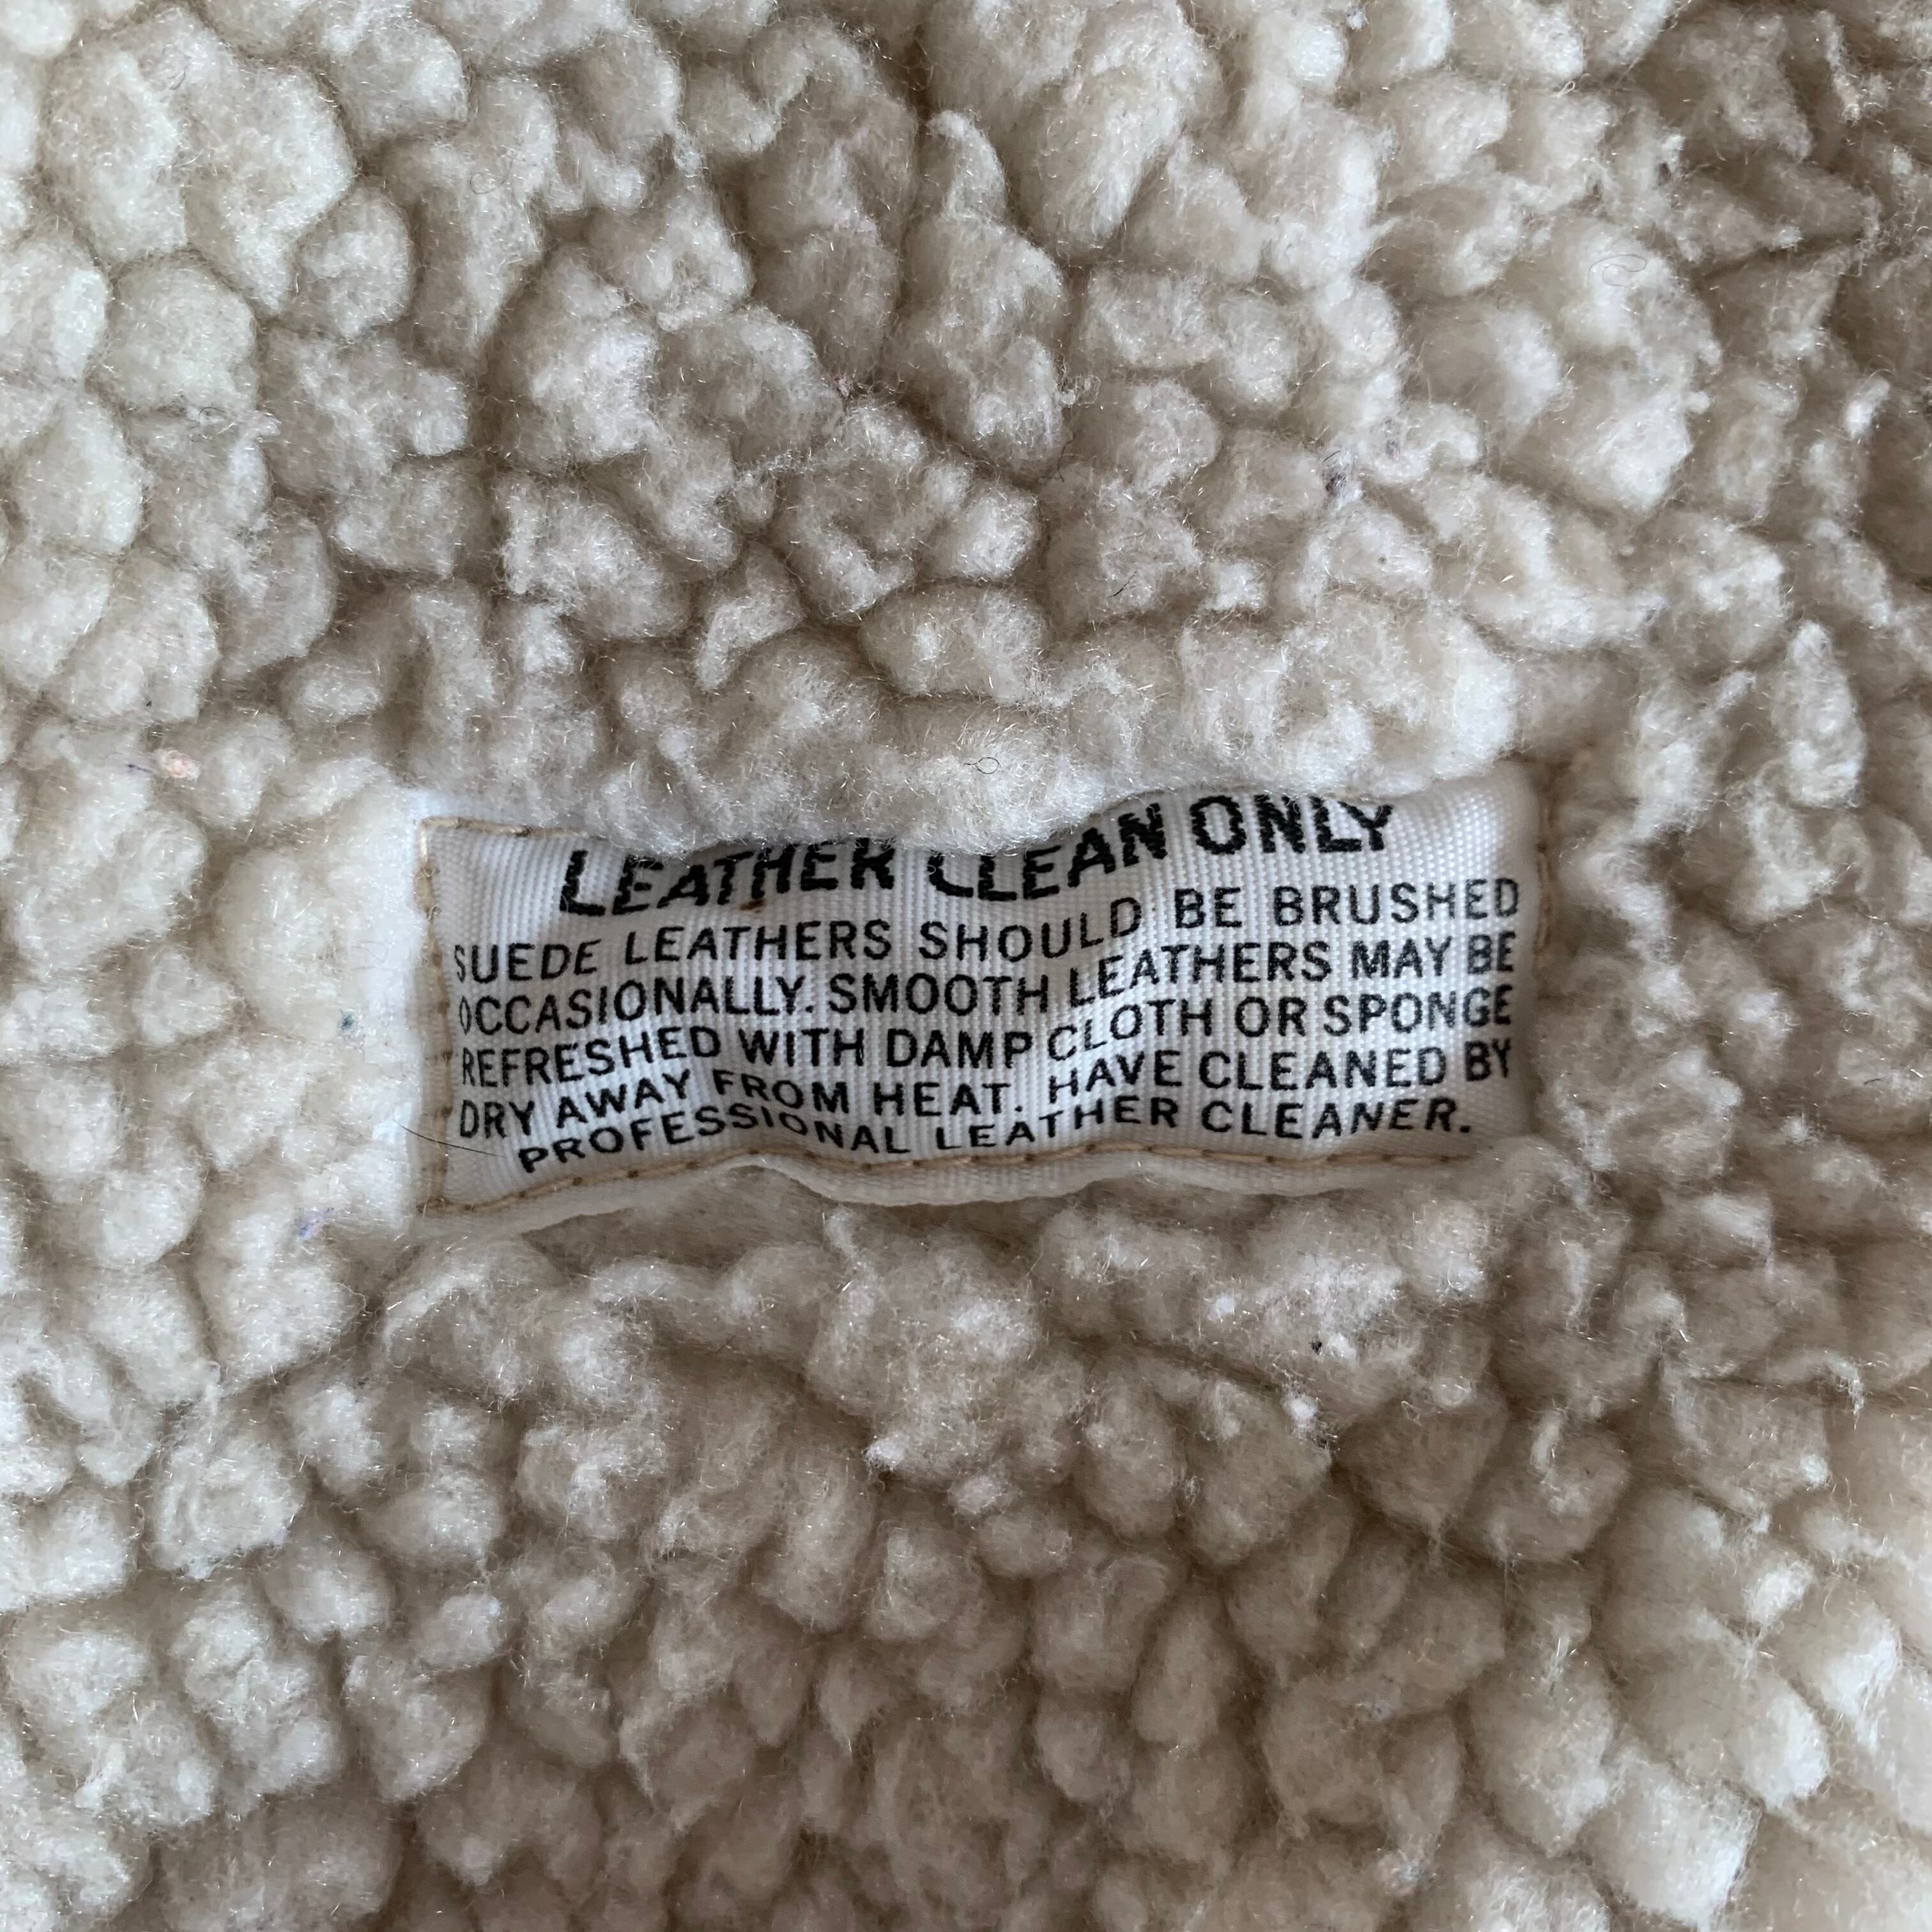 LEATHER CLEAN ONLY
SUEDE LEATHERS SHOULD BE BRUSHED
OCCASIONALLY. SMOOTH LEATHERS MAY BE
REFRESHED WITH DAMP CLOTH OR SPONGE
DRY AWAY FROM HEAT. HAVE CLEANED BY
PROFESSIONAL LEATHER CLEANER.